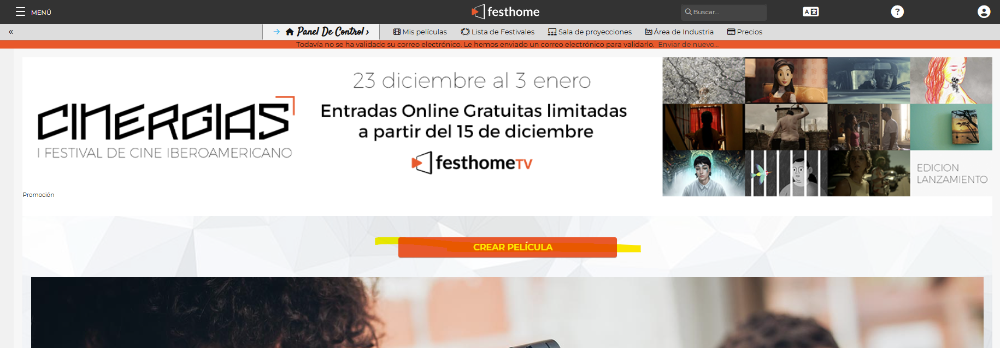 MENÚ
festhome
Buscar...
A
?
«
→ Panel De Control ›
Mis películas
Lista de Festivales
Sala de proyecciones
Área de Industria
Precios
Todavía no se ha validado su correo electrónico. Le hemos enviado un correo electrónico para validarlo. Enviar de nuevo...
CINERGIAS
I FESTIVAL DE CINE IBEROAMERICANO
23 diciembre al 3 enero
Entradas Online Gratuitas limitadas
a partir del 15 de diciembre
festhomeTV
EDICION
LANZAMIENTO
Promoción
CREAR PELÍCULA